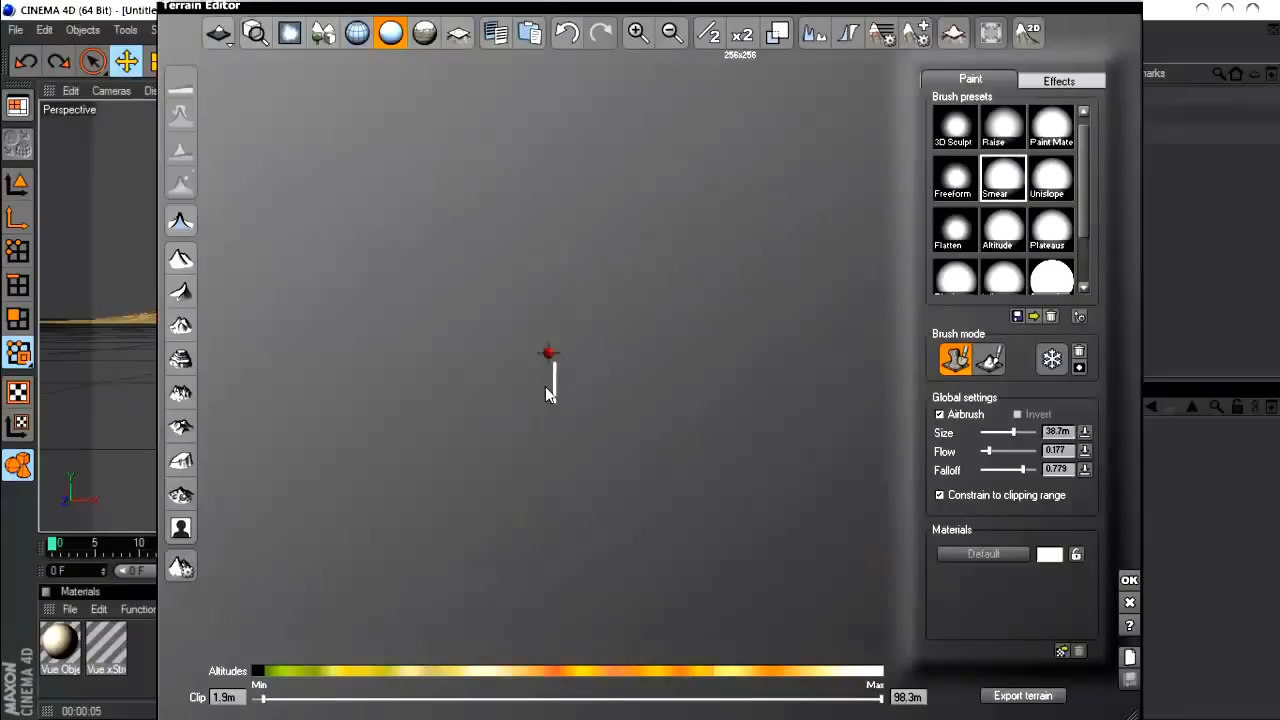 CINEMA 4D (64 Bit) - [Untitled
Terrain Editor
File
Edit
Objects
Tools
256x256
2D
Edit
Cameras
Perspective
Paint
Effects
Brush presets
3D Sculpt
Raise
Paint Mate
Freeform
Smear
Unislope
Flatten
Altitude
Plateaus
Brush mode
Global settings
Airbrush
Invert
Size
38.7m
Flow
0.177
Falloff
0.779
Constrain to clipping range
Materials
Default
OK
Y
X
Z
0
5
10
0 F
0 F
Materials
File
Edit
Function
Vue Obje
Vue xStr
MAXON
CINEMA 4D
00:00:05
Altitudes
Min
Max
Clip
1.9m
98.3m
Export terrain